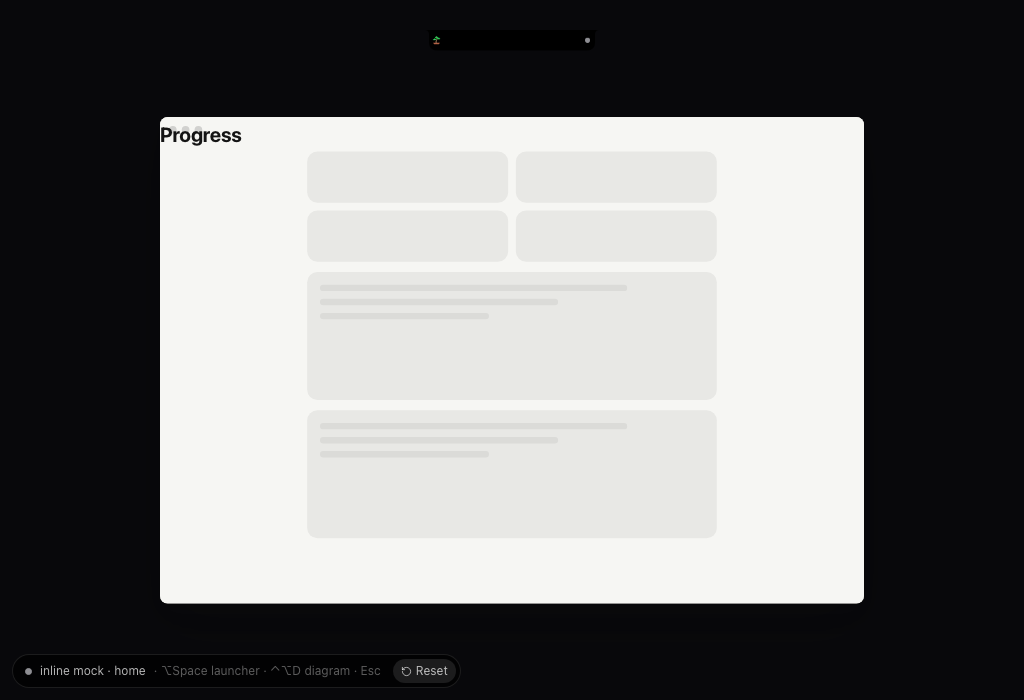 Progress
inline mock · home · ⌥Space launcher · ^⌥D diagram · Esc Reset